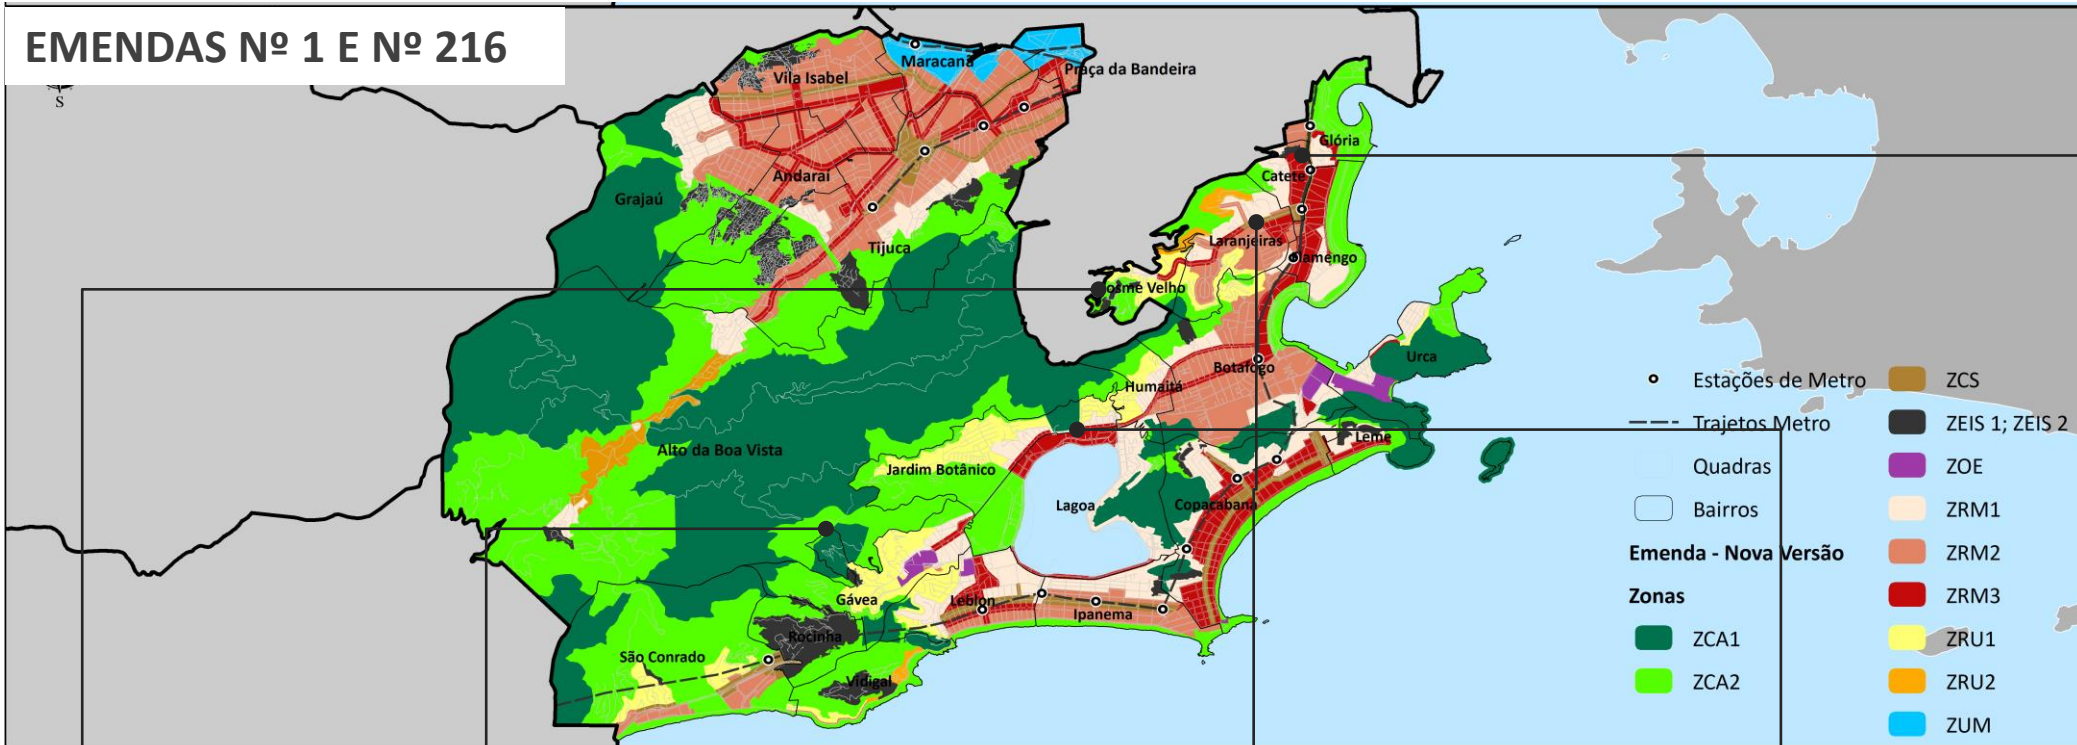 EMENDAS Nº 1 E Nº 216
S
Maracanã
Praça da Bandeira
Vila Isabel
Glória
Andaraí
Catete
Grajaú
Tijuca
Laranjeiras
Flamengo
Cosme Velho
Urca
Botafogo
Humaitá
Leme
Alto da Boa Vista
Jardim Botânico
Lagoa
Copacabana
Gávea
Leblon
Ipanema
Rocinha
São Conrado
Vidigal
Estações de Metro
Trajetos Metro
Quadras
Bairros
Emenda - Nova Versão
Zonas
ZCA1
ZCA2
ZCS
ZEIS 1; ZEIS 2
ZOE
ZRM1
ZRM2
ZRM3
ZRU1
ZRU2
ZUM